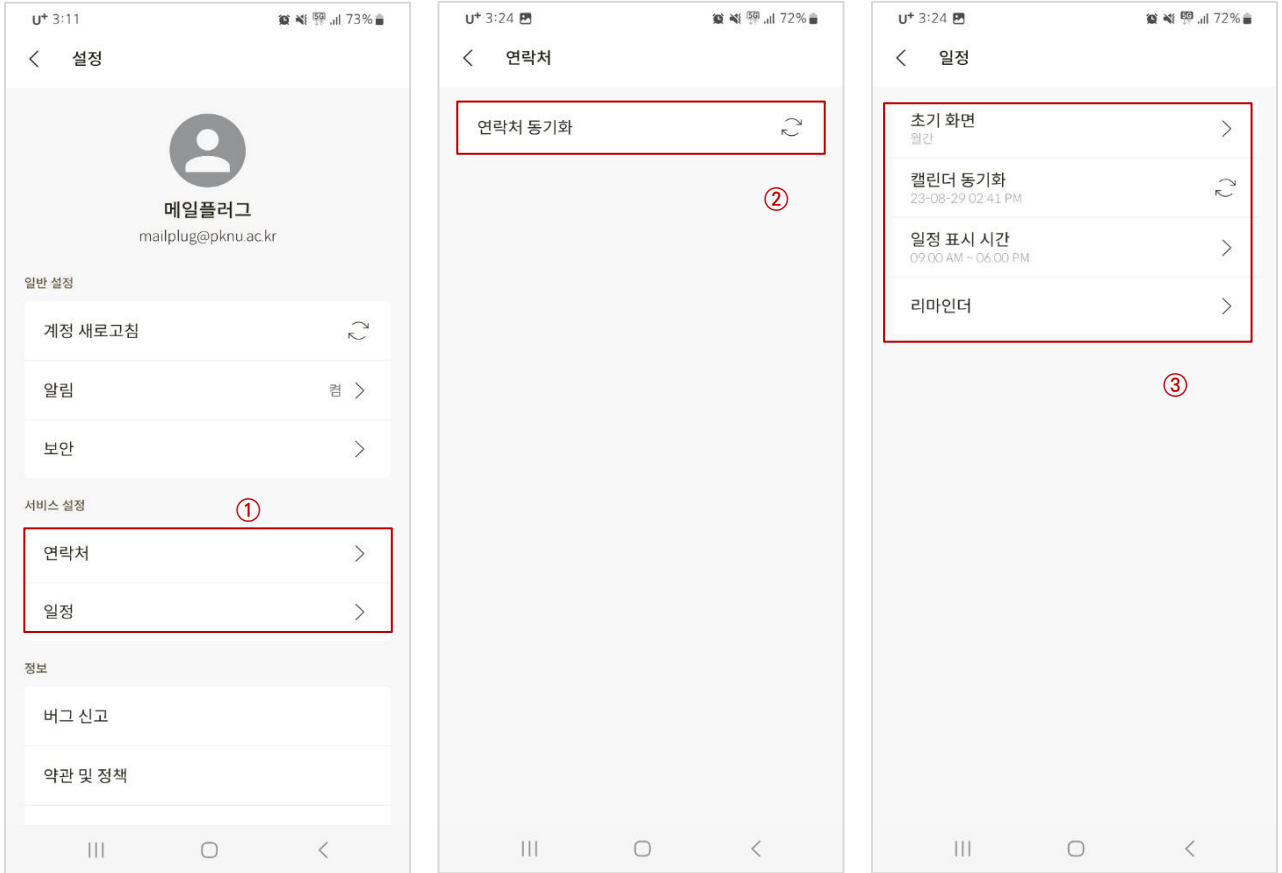 U+ 3:11 5G 73%
설정
메일플러그
mailplug@pknu.ac.kr
일반 설정
계정 새로고침
알림 켬
보안
서비스 설정
①
연락처
일정
정보
버그 신고
약관 및 정책
U+ 3:24 5G 72%
연락처
연락처 동기화
②
U+ 3:24 5G 72%
일정
초기 화면
월간
캘린더 동기화
23-08-29 02:41 PM
일정 표시 시간
09:00 AM ~ 06:00 PM
리마인더
③